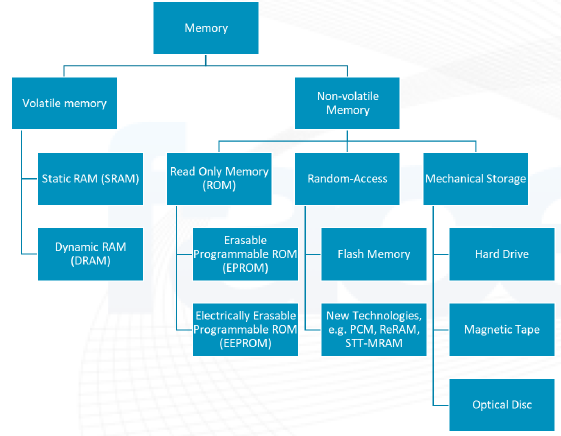 Memory
Volatile memory
Non-volatile
Memory
Read Only Memory
(ROM)
Random-Access
Mechanical Storage
Static RAM (SRAM)
Dynamic RAM
(DRAM)
Erasable
Programmable ROM
(EPROM)
Electrically Erasable
Programmable ROM
(EEPROM)
Flash Memory
New Technologies,
e.g. PCM, ReRAM,
STT-MRAM
Hard Drive
Magnetic Tape
Optical Disc